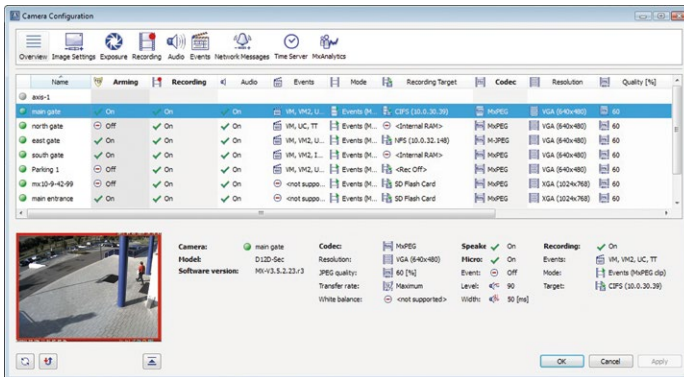 Camera Configuration
Overview Image Settings Exposure Recording Audio Events Network Messages Time Server MxAnalytics
Name Arming Recording Audio Events Mode Recording Target Codec Resolution Quality [%]
axis-1
main gate On On On VM, VM2, U... Events (M... CIFS (10.0.30.39) MxPEG VGA (640x480) 60
north gate Off On On VM, UC, TT Events (M... <Internal RAM> MxPEG VGA (640x480) 60
east gate On On On VM, VM2, U... Events (M... NFS (10.0.32.148) M-JPEG VGA (640x480) 60
south gate On On On VM, VM2, I... Events (M... <Internal RAM> MxPEG VGA (640x480) 60
Parking 1 Off On On VM, VM2, U... Events (M... <Rec Off> MxPEG VGA (640x480) 60
mx10-9-42-99 Off On On <not suppo... Events (M... SD Flash Card MxPEG XGA (1024x768) 60
main entrance On On On <not suppo... Events (M... SD Flash Card MxPEG XGA (1024x768) 60
Camera: main gate Codec: MxPEG Speake On Recording: On
Model: D12D-Sec Resolution: VGA (640x480) Micro: On Events: VM, VM2, UC, TT
Software version: MX-V3.5.2.23.r3 JPEG quality: 60 [%] Event: Off Mode: Events (MxPEG clip)
Transfer rate: Maximum Level: 90 Target: CIFS (10.0.30.39)
White balance: <not supported> Width: 50 [ms]
OK Cancel Apply